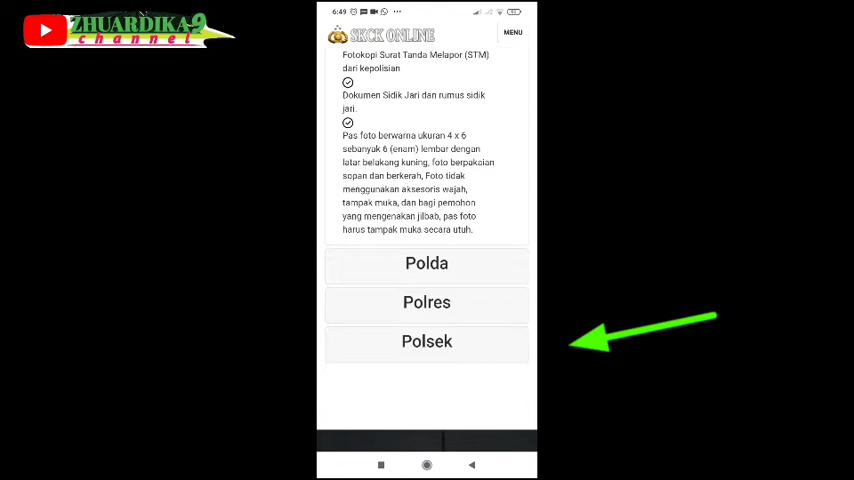 ZHUARDIKA9
channel
6:49
SKCK ONLINE
MENU
Fotokopi Surat Tanda Melapor (STM)
dari kepolisian
Dokumen Sidik Jari dan rumus sidik
jari.
Pas foto berwarna ukuran 4 x 6
sebanyak 6 (enam) lembar dengan
latar belakang kuning, foto berpakaian
sopan dan berkerah, Foto tidak
menggunakan aksesoris wajah,
tampak muka, dan bagi pemohon
yang mengenakan jilbab, pas foto
harus tampak muka secara utuh.
Polda
Polres
Polsek